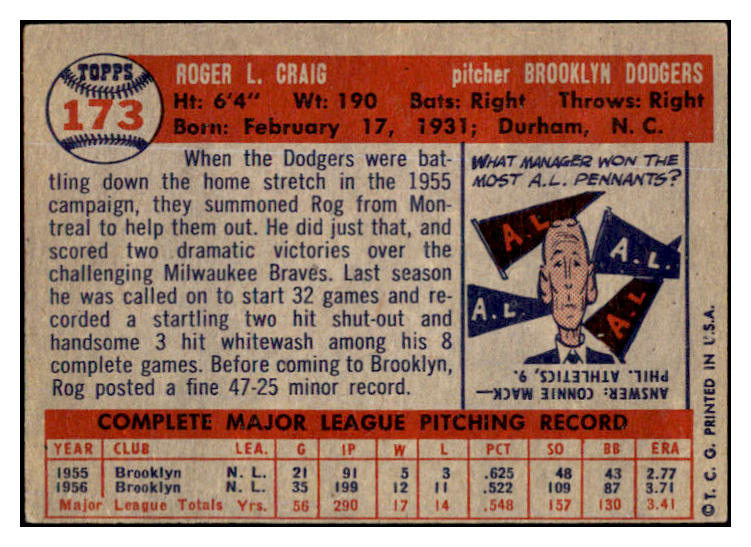 TOPPS
173
ROGER L. CRAIG pitcher BROOKLYN DODGERS
Ht: 6'4" Wt: 190 Bats: Right Throws: Right
Born: February 17, 1931; Durham, N. C.
When the Dodgers were bat-
tling down the home stretch in the 1955
campaign, they summoned Rog from Mon-
treal to help them out. He did just that, and
scored two dramatic victories over the
challenging Milwaukee Braves. Last season
he was called on to start 32 games and re-
corded a startling two hit shut-out and
handsome 3 hit whitewash among his 8
complete games. Before coming to Brooklyn,
Rog posted a fine 47-25 minor record.
WHAT MANAGER WON THE
MOST A.L. PENNANTS?
A.L.
A.L.
A.L.
A.L.
ANSWER: CONNIE MACK—
PHIL. ATHLETICS, 9.
COMPLETE MAJOR LEAGUE PITCHING RECORD
YEAR CLUB LEA. G IP W L PCT SO BB ERA
1955 Brooklyn N. L. 21 91 5 3 .625 48 43 2.77
1956 Brooklyn N. L. 35 199 12 11 .522 109 87 3.71
Major League Totals Yrs. 56 290 17 14 .548 157 130 3.41
© T. C. G. PRINTED IN U.S.A.